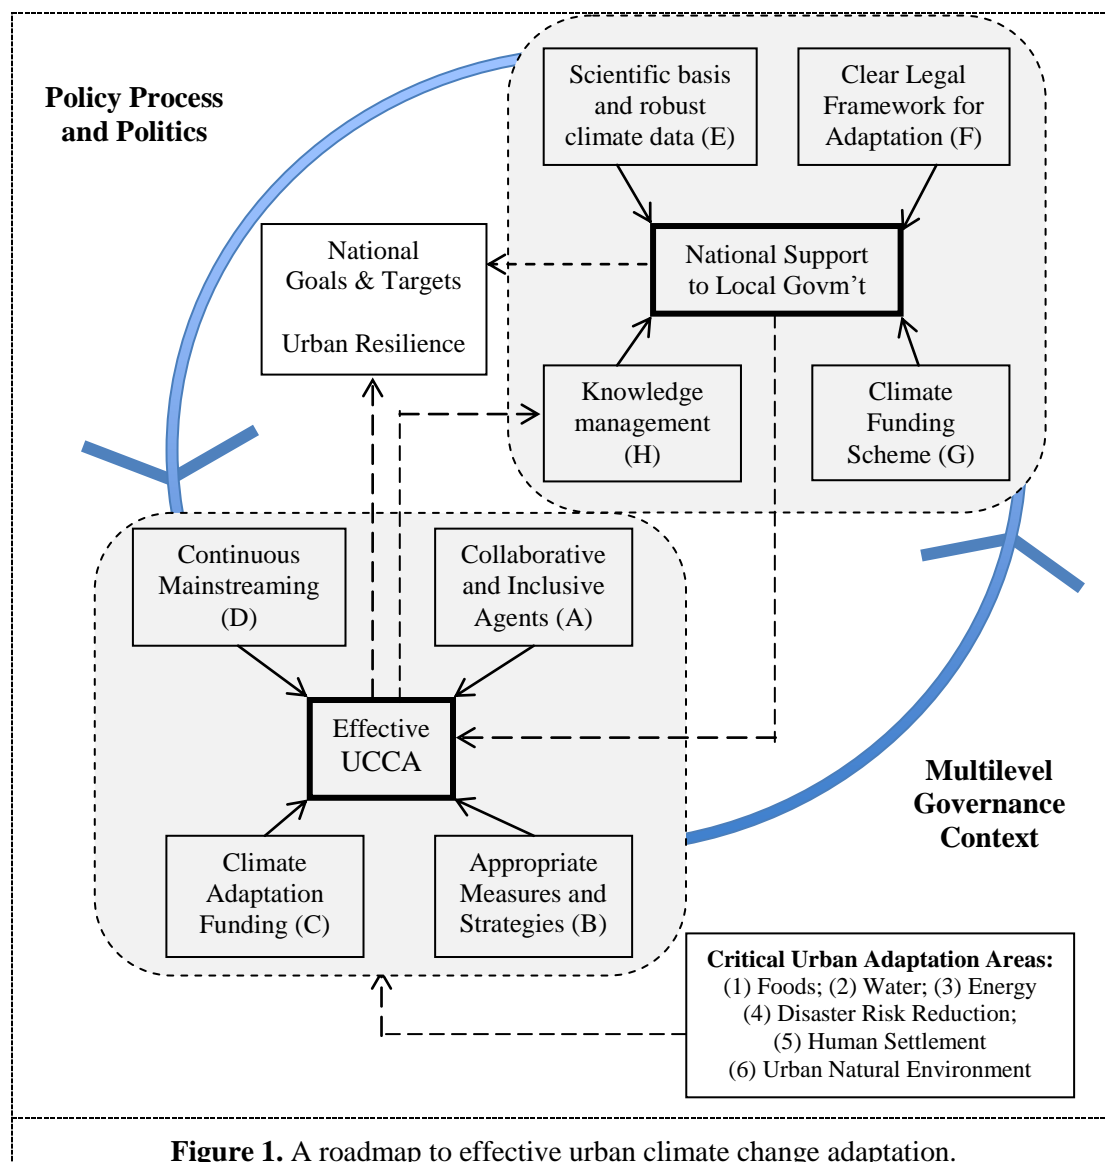 Policy Process
and Politics
Scientific basis
and robust
climate data (E)
Clear Legal
Framework for
Adaptation (F)
National
Goals & Targets
Urban Resilience
National Support
to Local Govm't
Knowledge
management
(H)
Climate
Funding
Scheme (G)
Continuous
Mainstreaming
(D)
Collaborative
and Inclusive
Agents (A)
Effective
UCCA
Multilevel
Governance
Context
Climate
Adaptation
Funding (C)
Appropriate
Measures and
Strategies (B)
Critical Urban Adaptation Areas:
(1) Foods; (2) Water; (3) Energy
(4) Disaster Risk Reduction;
(5) Human Settlement
(6) Urban Natural Environment
Figure 1. A roadmap to effective urban climate change adaptation.